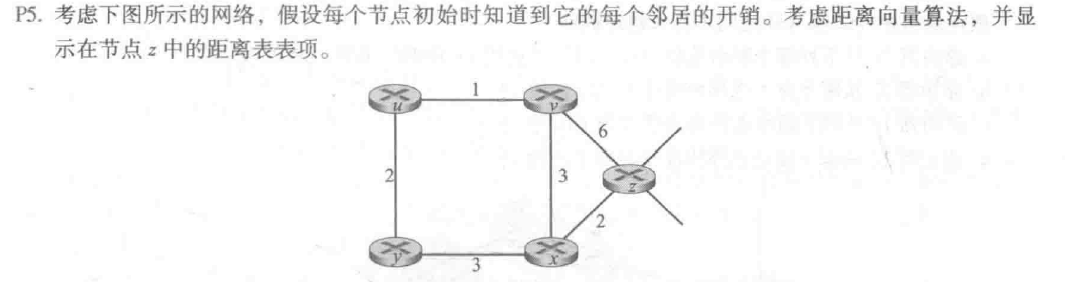 P5. 考虑下图所示的网络，假设每个节点初始时知道到它的每个邻居的开销。考虑距离向量算法，并显
示在节点 z 中的距离表表项。
u 1 v
6
2 3 z
2
y 3 x